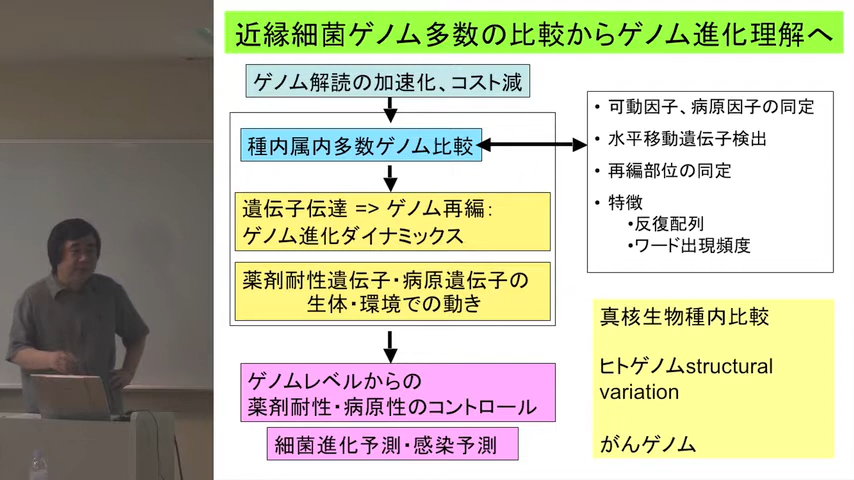 近縁細菌ゲノム多数の比較からゲノム進化理解へ
ゲノム解読の加速化、コスト減
種内属内多数ゲノム比較
遺伝子伝達 => ゲノム再編:
ゲノム進化ダイナミックス
薬剤耐性遺伝子・病原遺伝子の
生体・環境での動き
ゲノムレベルからの
薬剤耐性・病原性のコントロール
細菌進化予測・感染予測
• 可動因子、病原因子の同定
• 水平移動遺伝子検出
• 再編部位の同定
• 特徴
•反復配列
•ワード出現頻度
真核生物種内比較
ヒトゲノムstructural
variation
がんゲノム